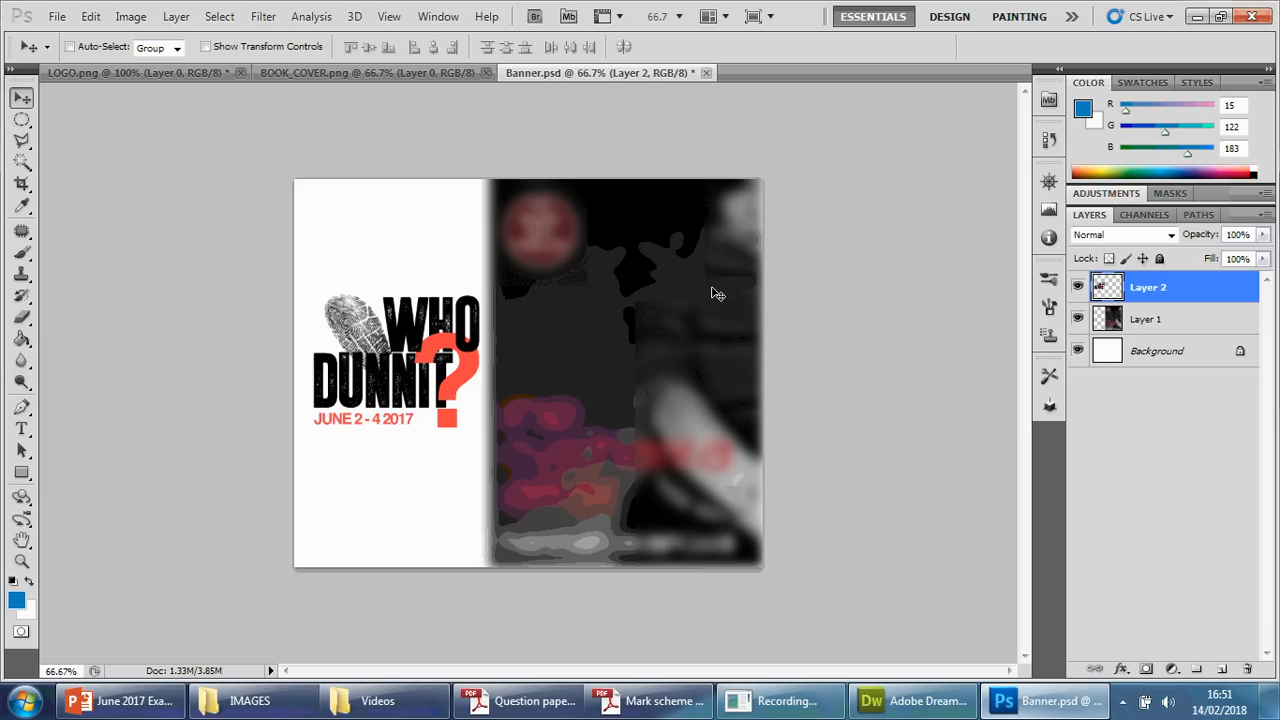 Ps File Edit Image Layer Select Filter Analysis 3D View Window Help Br Mb 66.7 ESSENTIALS DESIGN PAINTING CS Live
Auto-Select: Group Show Transform Controls
LOGO.png @ 100% (Layer 0, RGB/8) * BOOK_COVER.png @ 66.7% (Layer 0, RGB/8) Banner.psd @ 66.7% (Layer 2, RGB/8) *
COLOR SWATCHES STYLES
R 15
G 122
B 183
ADJUSTMENTS MASKS
LAYERS CHANNELS PATHS
Normal Opacity: 100%
Lock: Fill: 100%
Layer 2
Layer 1
Background
WHO
DUNNIT?
JUNE 2 - 4 2017
66.67% Doc: 1.33M/3.85M
June 2017 Exa... IMAGES Videos Question pape... Mark scheme ... Recording... Adobe Dream... Banner.psd @ ...
16:51
14/02/2018